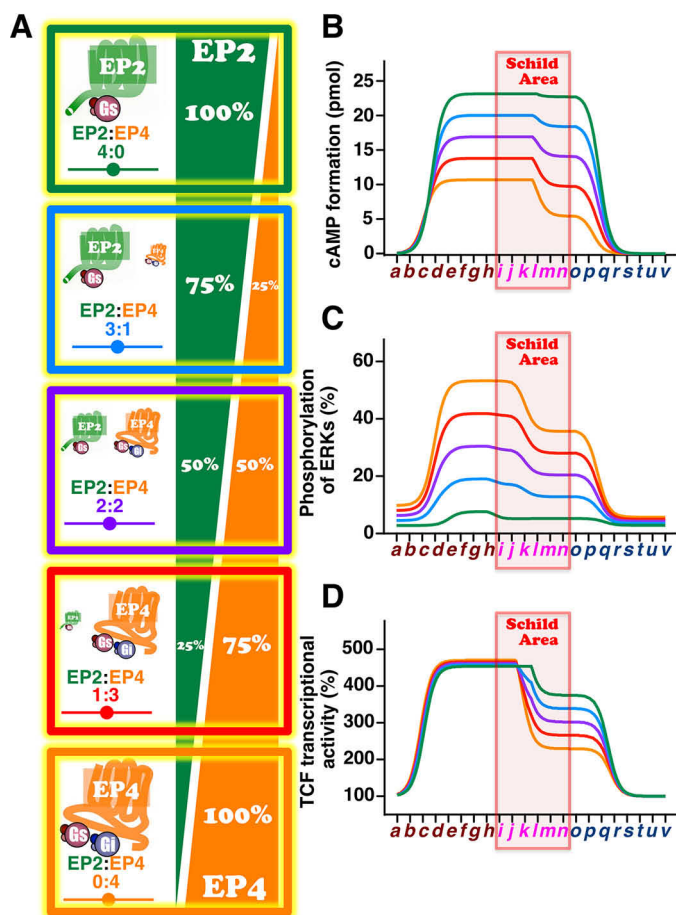 A
EP2
Gs
EP2:EP4
4:0
EP2
100%
EP2
Gs
EP2:EP4
3:1
75%
25%
EP2
Gs
EP4
Gs
Gi
EP2:EP4
2:2
50%
50%
EP4
Gs
Gi
EP2:EP4
1:3
25%
75%
EP4
Gs
Gi
EP2:EP4
0:4
100%
EP4
B
Schild
Area
cAMP formation (pmol)
25
20
15
10
5
0
a b c d e f g h i j k l m n o p q r s t u v
C
Schild
Area
Phosphorylation
of ERKs (%)
60
40
20
0
a b c d e f g h i j k l m n o p q r s t u v
D
Schild
Area
TCF transcriptional
activity (%)
500
400
300
200
100
a b c d e f g h i j k l m n o p q r s t u v